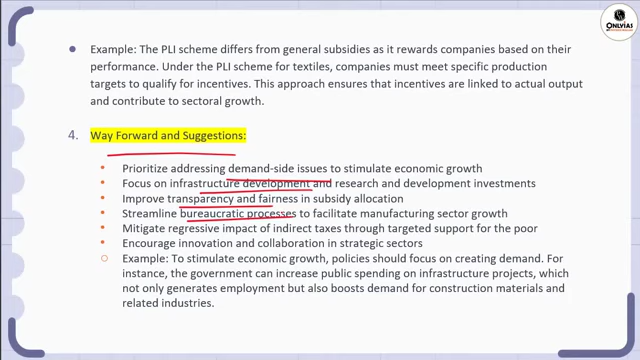 ONLYIAS
Example: The PLI scheme differs from general subsidies as it rewards companies based on their
performance. Under the PLI scheme for textiles, companies must meet specific production
targets to qualify for incentives. This approach ensures that incentives are linked to actual output
and contribute to sectoral growth.
4. Way Forward and Suggestions:
Prioritize addressing demand-side issues to stimulate economic growth
Focus on infrastructure development and research and development investments
Improve transparency and fairness in subsidy allocation
Streamline bureaucratic processes to facilitate manufacturing sector growth
Mitigate regressive impact of indirect taxes through targeted support for the poor
Encourage innovation and collaboration in strategic sectors
Example: To stimulate economic growth, policies should focus on creating demand. For
instance, the government can increase public spending on infrastructure projects, which
not only generates employment but also boosts demand for construction materials and
related industries.